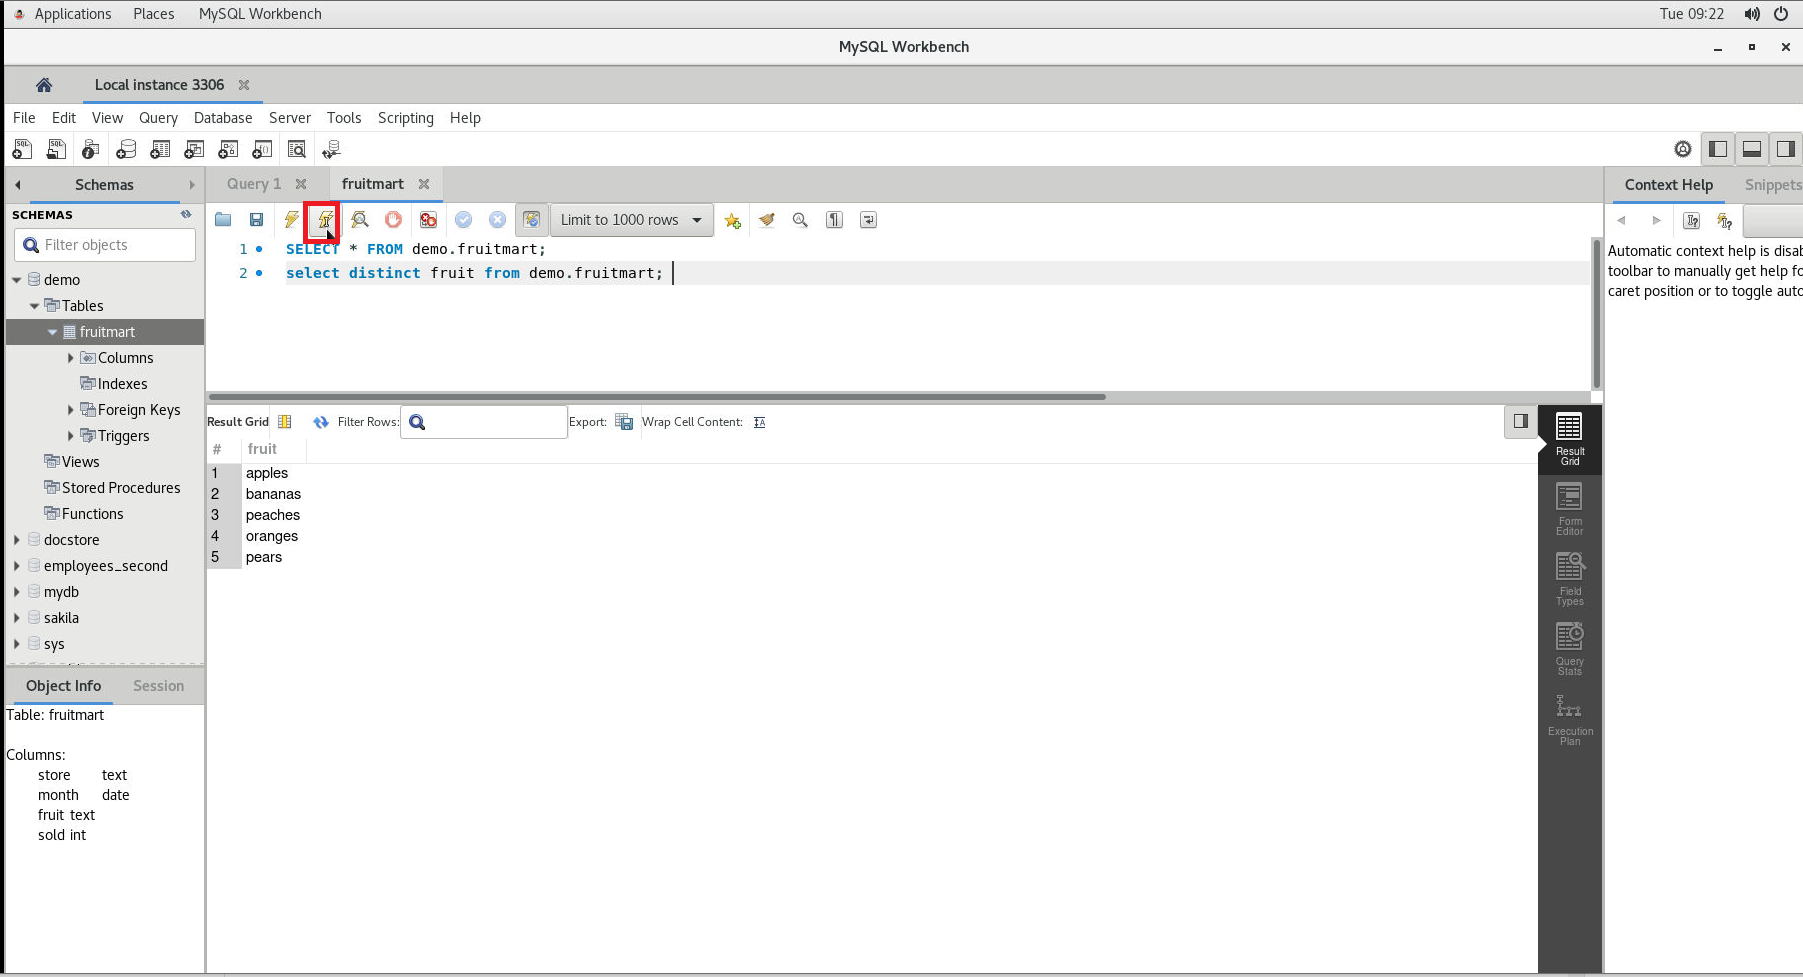 Applications Places MySQL Workbench Tue 09:22
MySQL Workbench
Local instance 3306
File Edit View Query Database Server Tools Scripting Help
Schemas
SCHEMAS
Filter objects
demo
Tables
fruitmart
Columns
Indexes
Foreign Keys
Triggers
Views
Stored Procedures
Functions
docstore
employees_second
mydb
sakila
sys
Object Info Session
Table: fruitmart
Columns:
store text
month date
fruit text
sold int
Query 1 fruitmart
Limit to 1000 rows
1 SELECT * FROM demo.fruitmart;
2 select distinct fruit from demo.fruitmart;
Result Grid Filter Rows: Export: Wrap Cell Content:
# fruit
1 apples
2 bananas
3 peaches
4 oranges
5 pears
Result
Grid
Form
Editor
Field
Types
Query
Stats
Execution
Plan
Context Help Snippets
Automatic context help is disab
toolbar to manually get help fo
caret position or to toggle auto